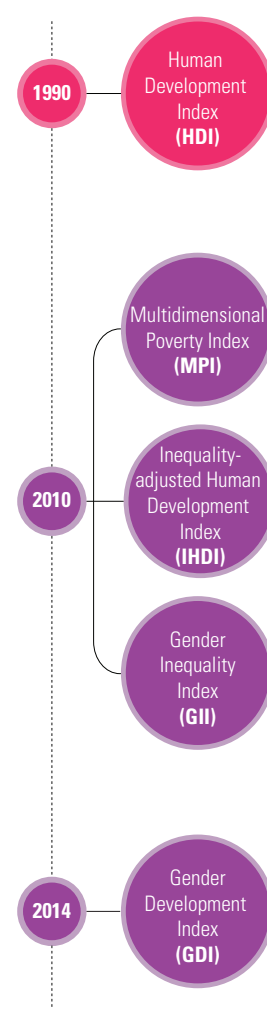 1990
Human
Development
Index
(HDI)
Multidimensional
Poverty Index
(MPI)
2010
Inequality-
adjusted Human
Development
Index
(IHDI)
Gender
Inequality
Index
(GII)
2014
Gender
Development
Index
(GDI)